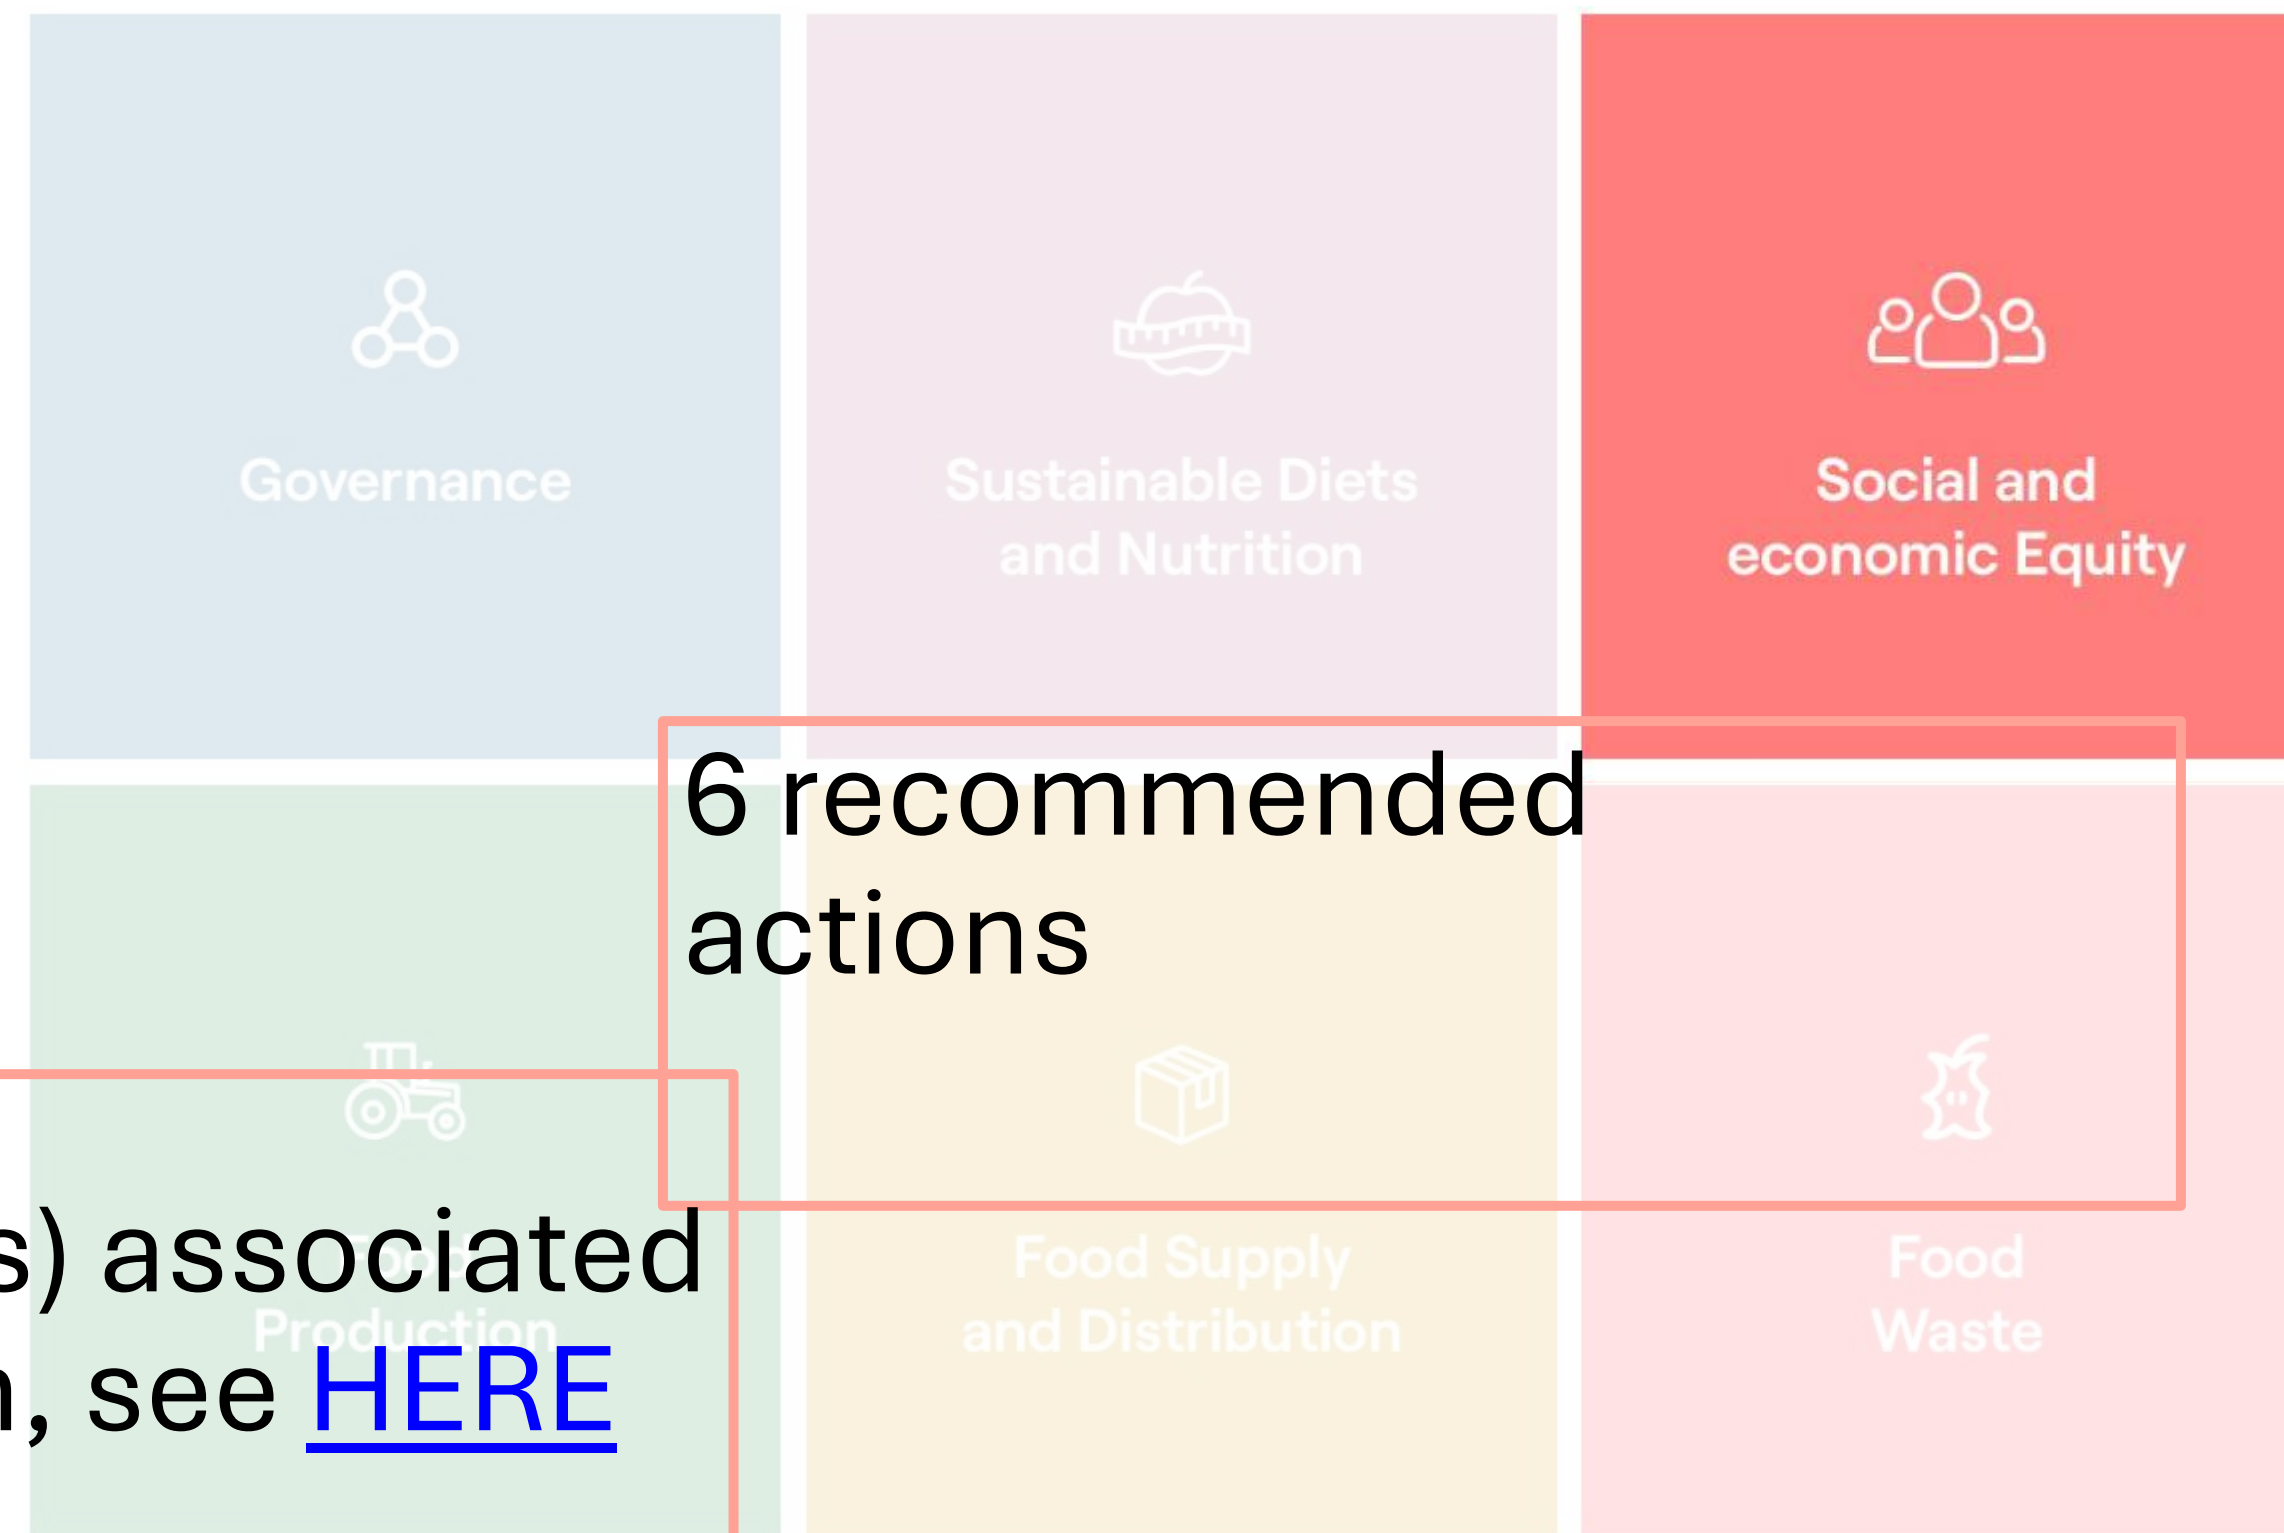 Governance
Sustainable Diets
and Nutrition
Social and
economic Equity
6 recommended
actions
s) associated
, see HERE
Food
Production
Food Supply
and Distribution
Food
Waste